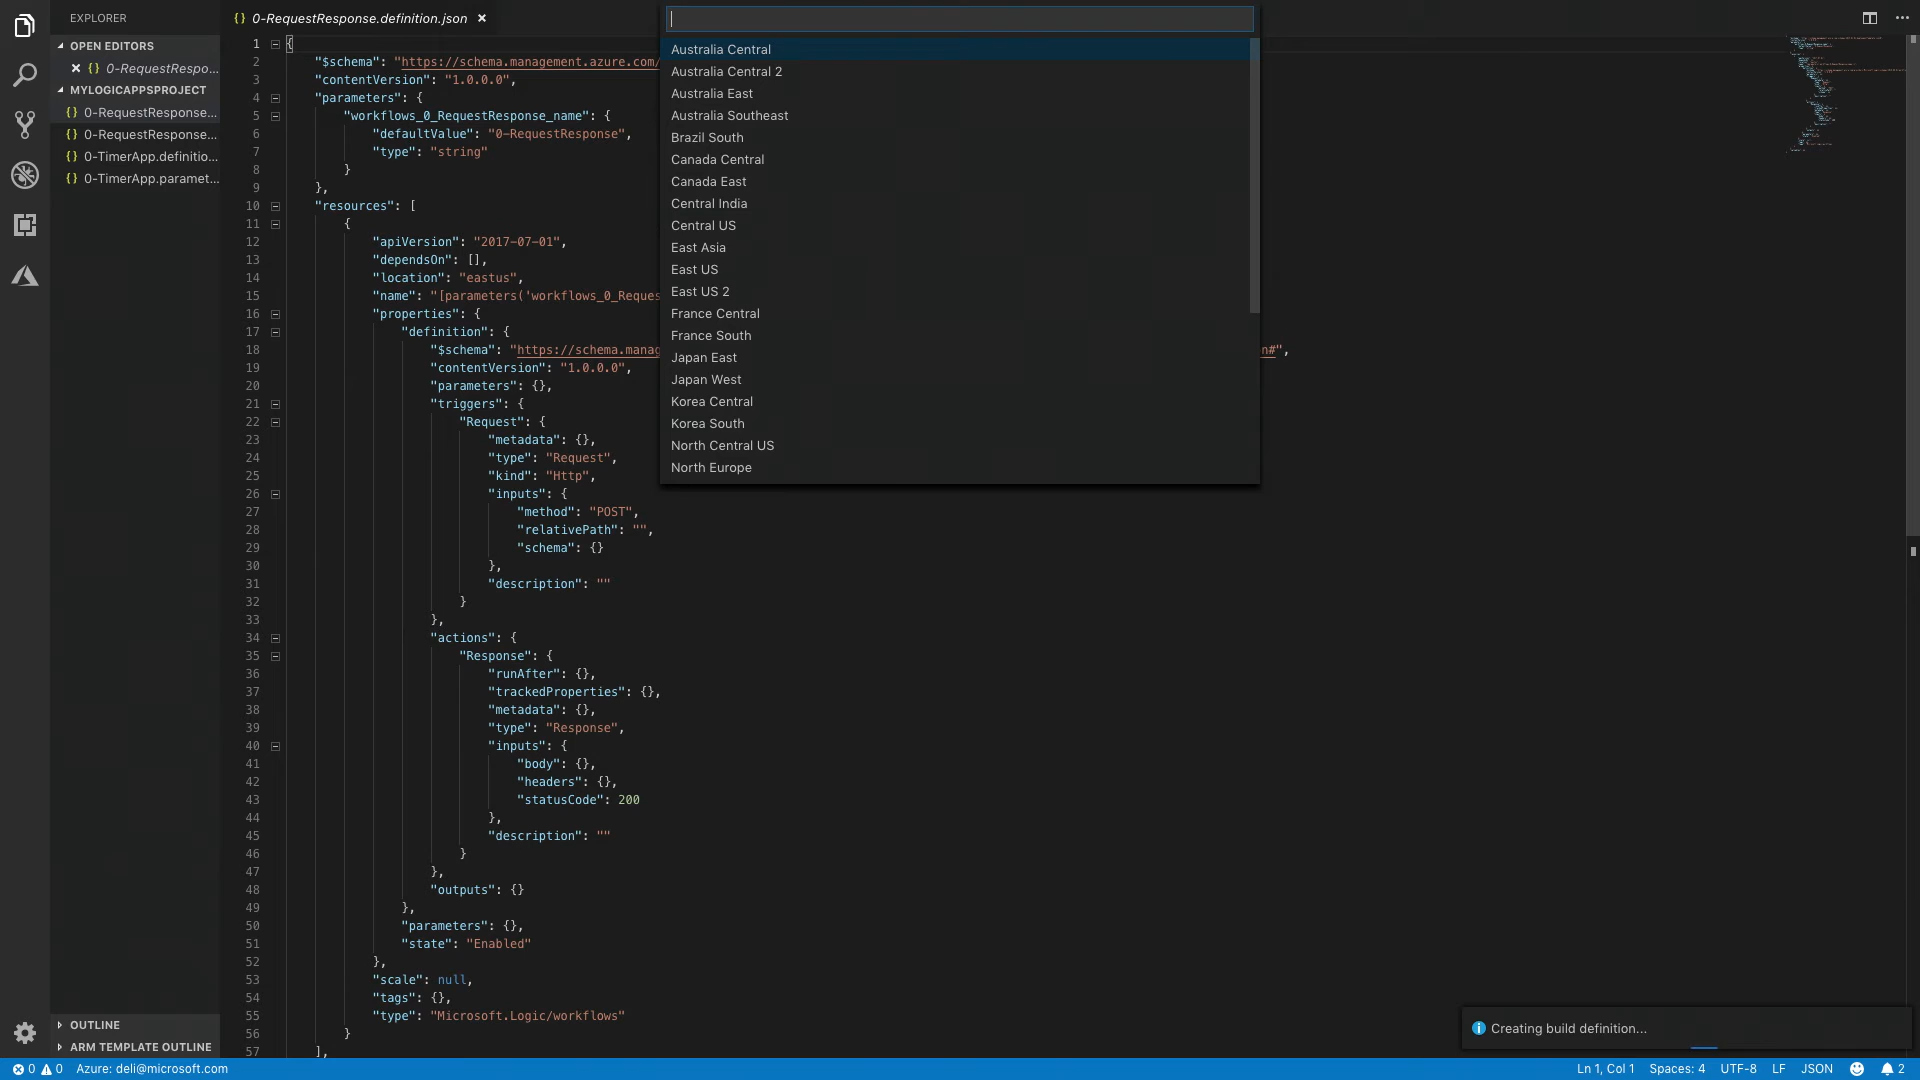 EXPLORER
OPEN EDITORS
0-RequestRespo...
MYLOGICAPPSPROJECT
0-RequestResponse...
0-RequestResponse...
0-TimerApp.definitio...
0-TimerApp.paramet...
OUTLINE
ARM TEMPLATE OUTLINE
0-RequestResponse.definition.json
1 {
2 "$schema": "https://schema.management.azure.com/
3 "contentVersion": "1.0.0.0",
4 "parameters": {
5 "workflows_0_RequestResponse_name": {
6 "defaultValue": "0-RequestResponse",
7 "type": "string"
8 }
9 },
10 "resources": [
11 {
12 "apiVersion": "2017-07-01",
13 "dependsOn": [],
14 "location": "eastus",
15 "name": "[parameters('workflows_0_Reques
16 "properties": {
17 "definition": {
18 "$schema": "https://schema.manag n#",
19 "contentVersion": "1.0.0.0",
20 "parameters": {},
21 "triggers": {
22 "Request": {
23 "metadata": {},
24 "type": "Request",
25 "kind": "Http",
26 "inputs": {
27 "method": "POST",
28 "relativePath": "",
29 "schema": {}
30 },
31 "description": ""
32 }
33 },
34 "actions": {
35 "Response": {
36 "runAfter": {},
37 "trackedProperties": {},
38 "metadata": {},
39 "type": "Response",
40 "inputs": {
41 "body": {},
42 "headers": {},
43 "statusCode": 200
44 },
45 "description": ""
46 }
47 },
48 "outputs": {}
49 },
50 "parameters": {},
51 "state": "Enabled"
52 },
53 "scale": null,
54 "tags": {},
55 "type": "Microsoft.Logic/workflows"
56 }
57 ],
Australia Central
Australia Central 2
Australia East
Australia Southeast
Brazil South
Canada Central
Canada East
Central India
Central US
East Asia
East US
East US 2
France Central
France South
Japan East
Japan West
Korea Central
Korea South
North Central US
North Europe
Creating build definition...
0 0 Azure: deli@microsoft.com
Ln 1, Col 1 Spaces: 4 UTF-8 LF JSON 2